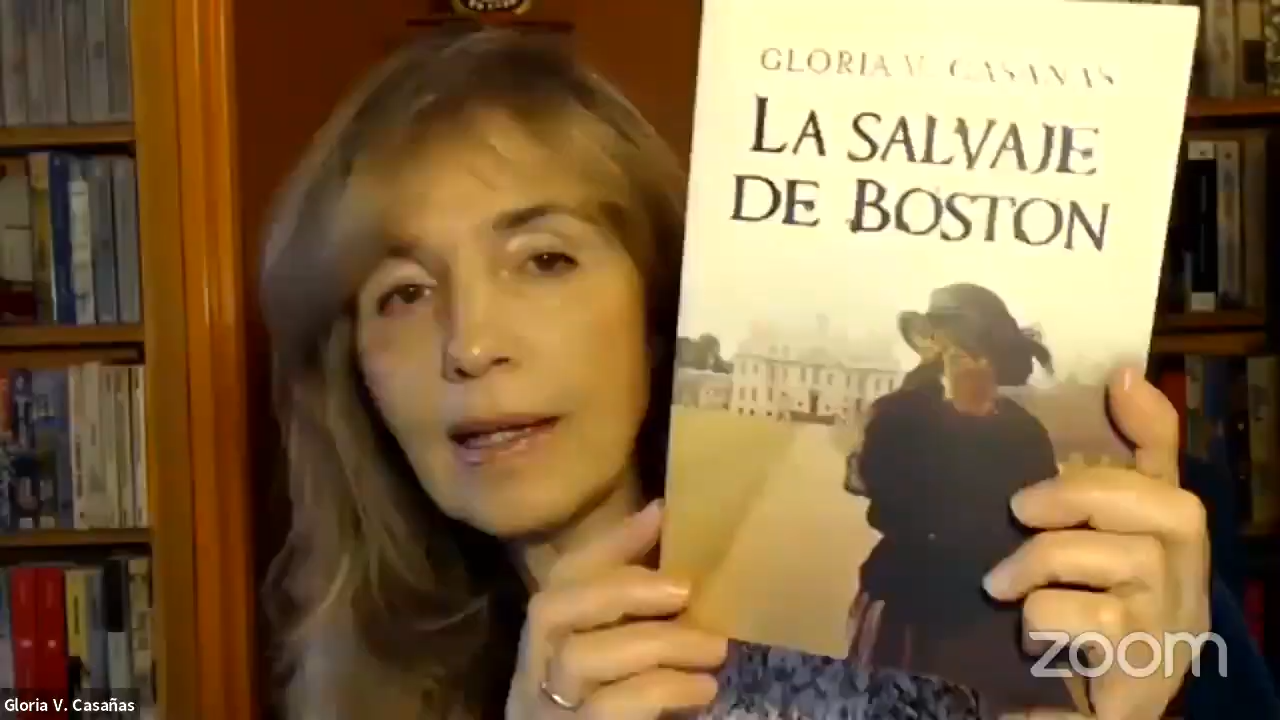 GLORIA V. CASAÑAS
LA SALVAJE
DE BOSTON
zoom
Gloria V. Casañas